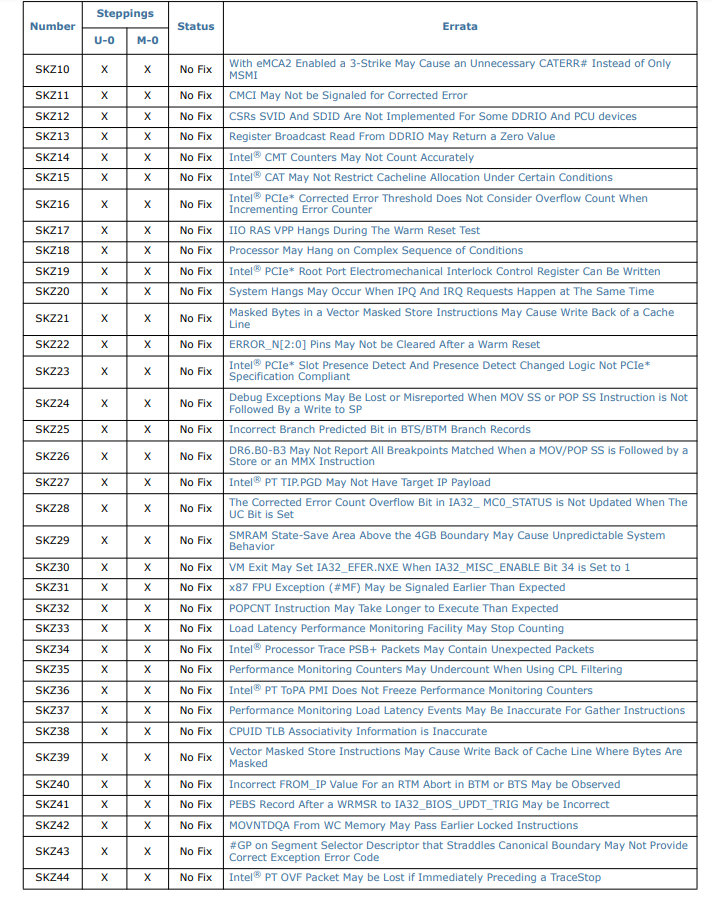 Number Steppings Status Errata
U-0 M-0
SKZ10 X X No Fix With eMCA2 Enabled a 3-Strike May Cause an Unnecessary CATERR# Instead of Only
MSMI
SKZ11 X X No Fix CMCI May Not be Signaled for Corrected Error
SKZ12 X X No Fix CSRs SVID And SDID Are Not Implemented For Some DDRIO And PCU devices
SKZ13 X X No Fix Register Broadcast Read From DDRIO May Return a Zero Value
SKZ14 X X No Fix Intel® CMT Counters May Not Count Accurately
SKZ15 X X No Fix Intel® CAT May Not Restrict Cacheline Allocation Under Certain Conditions
SKZ16 X X No Fix Intel® PCIe* Corrected Error Threshold Does Not Consider Overflow Count When
Incrementing Error Counter
SKZ17 X X No Fix IIO RAS VPP Hangs During The Warm Reset Test
SKZ18 X X No Fix Processor May Hang on Complex Sequence of Conditions
SKZ19 X X No Fix Intel® PCIe* Root Port Electromechanical Interlock Control Register Can Be Written
SKZ20 X X No Fix System Hangs May Occur When IPQ And IRQ Requests Happen at The Same Time
SKZ21 X X No Fix Masked Bytes in a Vector Masked Store Instructions May Cause Write Back of a Cache
Line
SKZ22 X X No Fix ERROR_N[2:0] Pins May Not be Cleared After a Warm Reset
SKZ23 X X No Fix Intel® PCIe* Slot Presence Detect And Presence Detect Changed Logic Not PCIe*
Specification Compliant
SKZ24 X X No Fix Debug Exceptions May Be Lost or Misreported When MOV SS or POP SS Instruction is Not
Followed By a Write to SP
SKZ25 X X No Fix Incorrect Branch Predicted Bit in BTS/BTM Branch Records
SKZ26 X X No Fix DR6.B0-B3 May Not Report All Breakpoints Matched When a MOV/POP SS is Followed by a
Store or an MMX Instruction
SKZ27 X X No Fix Intel® PT TIP.PGD May Not Have Target IP Payload
SKZ28 X X No Fix The Corrected Error Count Overflow Bit in IA32_ MC0_STATUS is Not Updated When The
UC Bit is Set
SKZ29 X X No Fix SMRAM State-Save Area Above the 4GB Boundary May Cause Unpredictable System
Behavior
SKZ30 X X No Fix VM Exit May Set IA32_EFER.NXE When IA32_MISC_ENABLE Bit 34 is Set to 1
SKZ31 X X No Fix x87 FPU Exception (#MF) May be Signaled Earlier Than Expected
SKZ32 X X No Fix POPCNT Instruction May Take Longer to Execute Than Expected
SKZ33 X X No Fix Load Latency Performance Monitoring Facility May Stop Counting
SKZ34 X X No Fix Intel® Processor Trace PSB+ Packets May Contain Unexpected Packets
SKZ35 X X No Fix Performance Monitoring Counters May Undercount When Using CPL Filtering
SKZ36 X X No Fix Intel® PT ToPA PMI Does Not Freeze Performance Monitoring Counters
SKZ37 X X No Fix Performance Monitoring Load Latency Events May Be Inaccurate For Gather Instructions
SKZ38 X X No Fix CPUID TLB Associativity Information is Inaccurate
SKZ39 X X No Fix Vector Masked Store Instructions May Cause Write Back of Cache Line Where Bytes Are
Masked
SKZ40 X X No Fix Incorrect FROM_IP Value For an RTM Abort in BTM or BTS May be Observed
SKZ41 X X No Fix PEBS Record After a WRMSR to IA32_BIOS_UPDT_TRIG May be Incorrect
SKZ42 X X No Fix MOVNTDQA From WC Memory May Pass Earlier Locked Instructions
SKZ43 X X No Fix #GP on Segment Selector Descriptor that Straddles Canonical Boundary May Not Provide
Correct Exception Error Code
SKZ44 X X No Fix Intel® PT OVF Packet May be Lost if Immediately Preceding a TraceStop